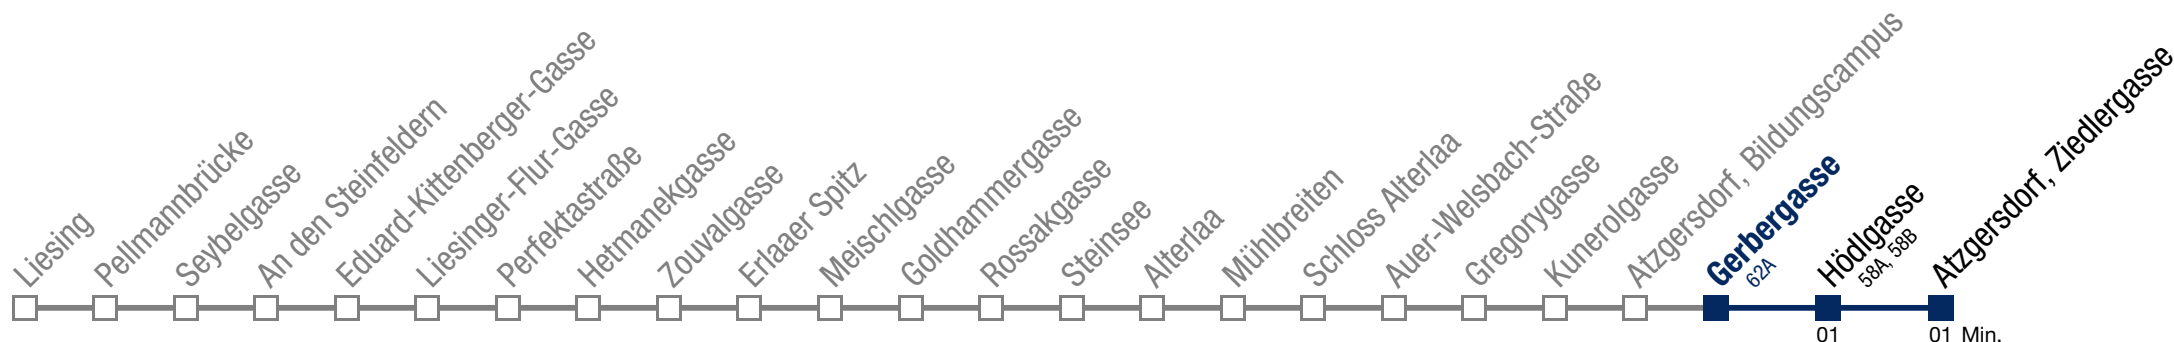 Liesing
Pellmannbrücke
Seybelgasse
An den Steinfeldern
Eduard-Kittenberger-Gasse
Liesinger-Flur-Gasse
Perfektastraße
Hetmanekgasse
Zouvalgasse
Erlaaer Spitz
Meischlgasse
Goldhammergasse
Rossakgasse
Steinsee
Alterlaa
Mühlbreiten
Schloss Alterlaa
Auer-Welsbach-Straße
Gregorygasse
Kunerolgasse
Atzgersdorf, Bildungscampus
Gerbergasse
62A
Hödlgasse
58A, 58B
Atzgersdorf, Ziedlergasse
01
01 Min.